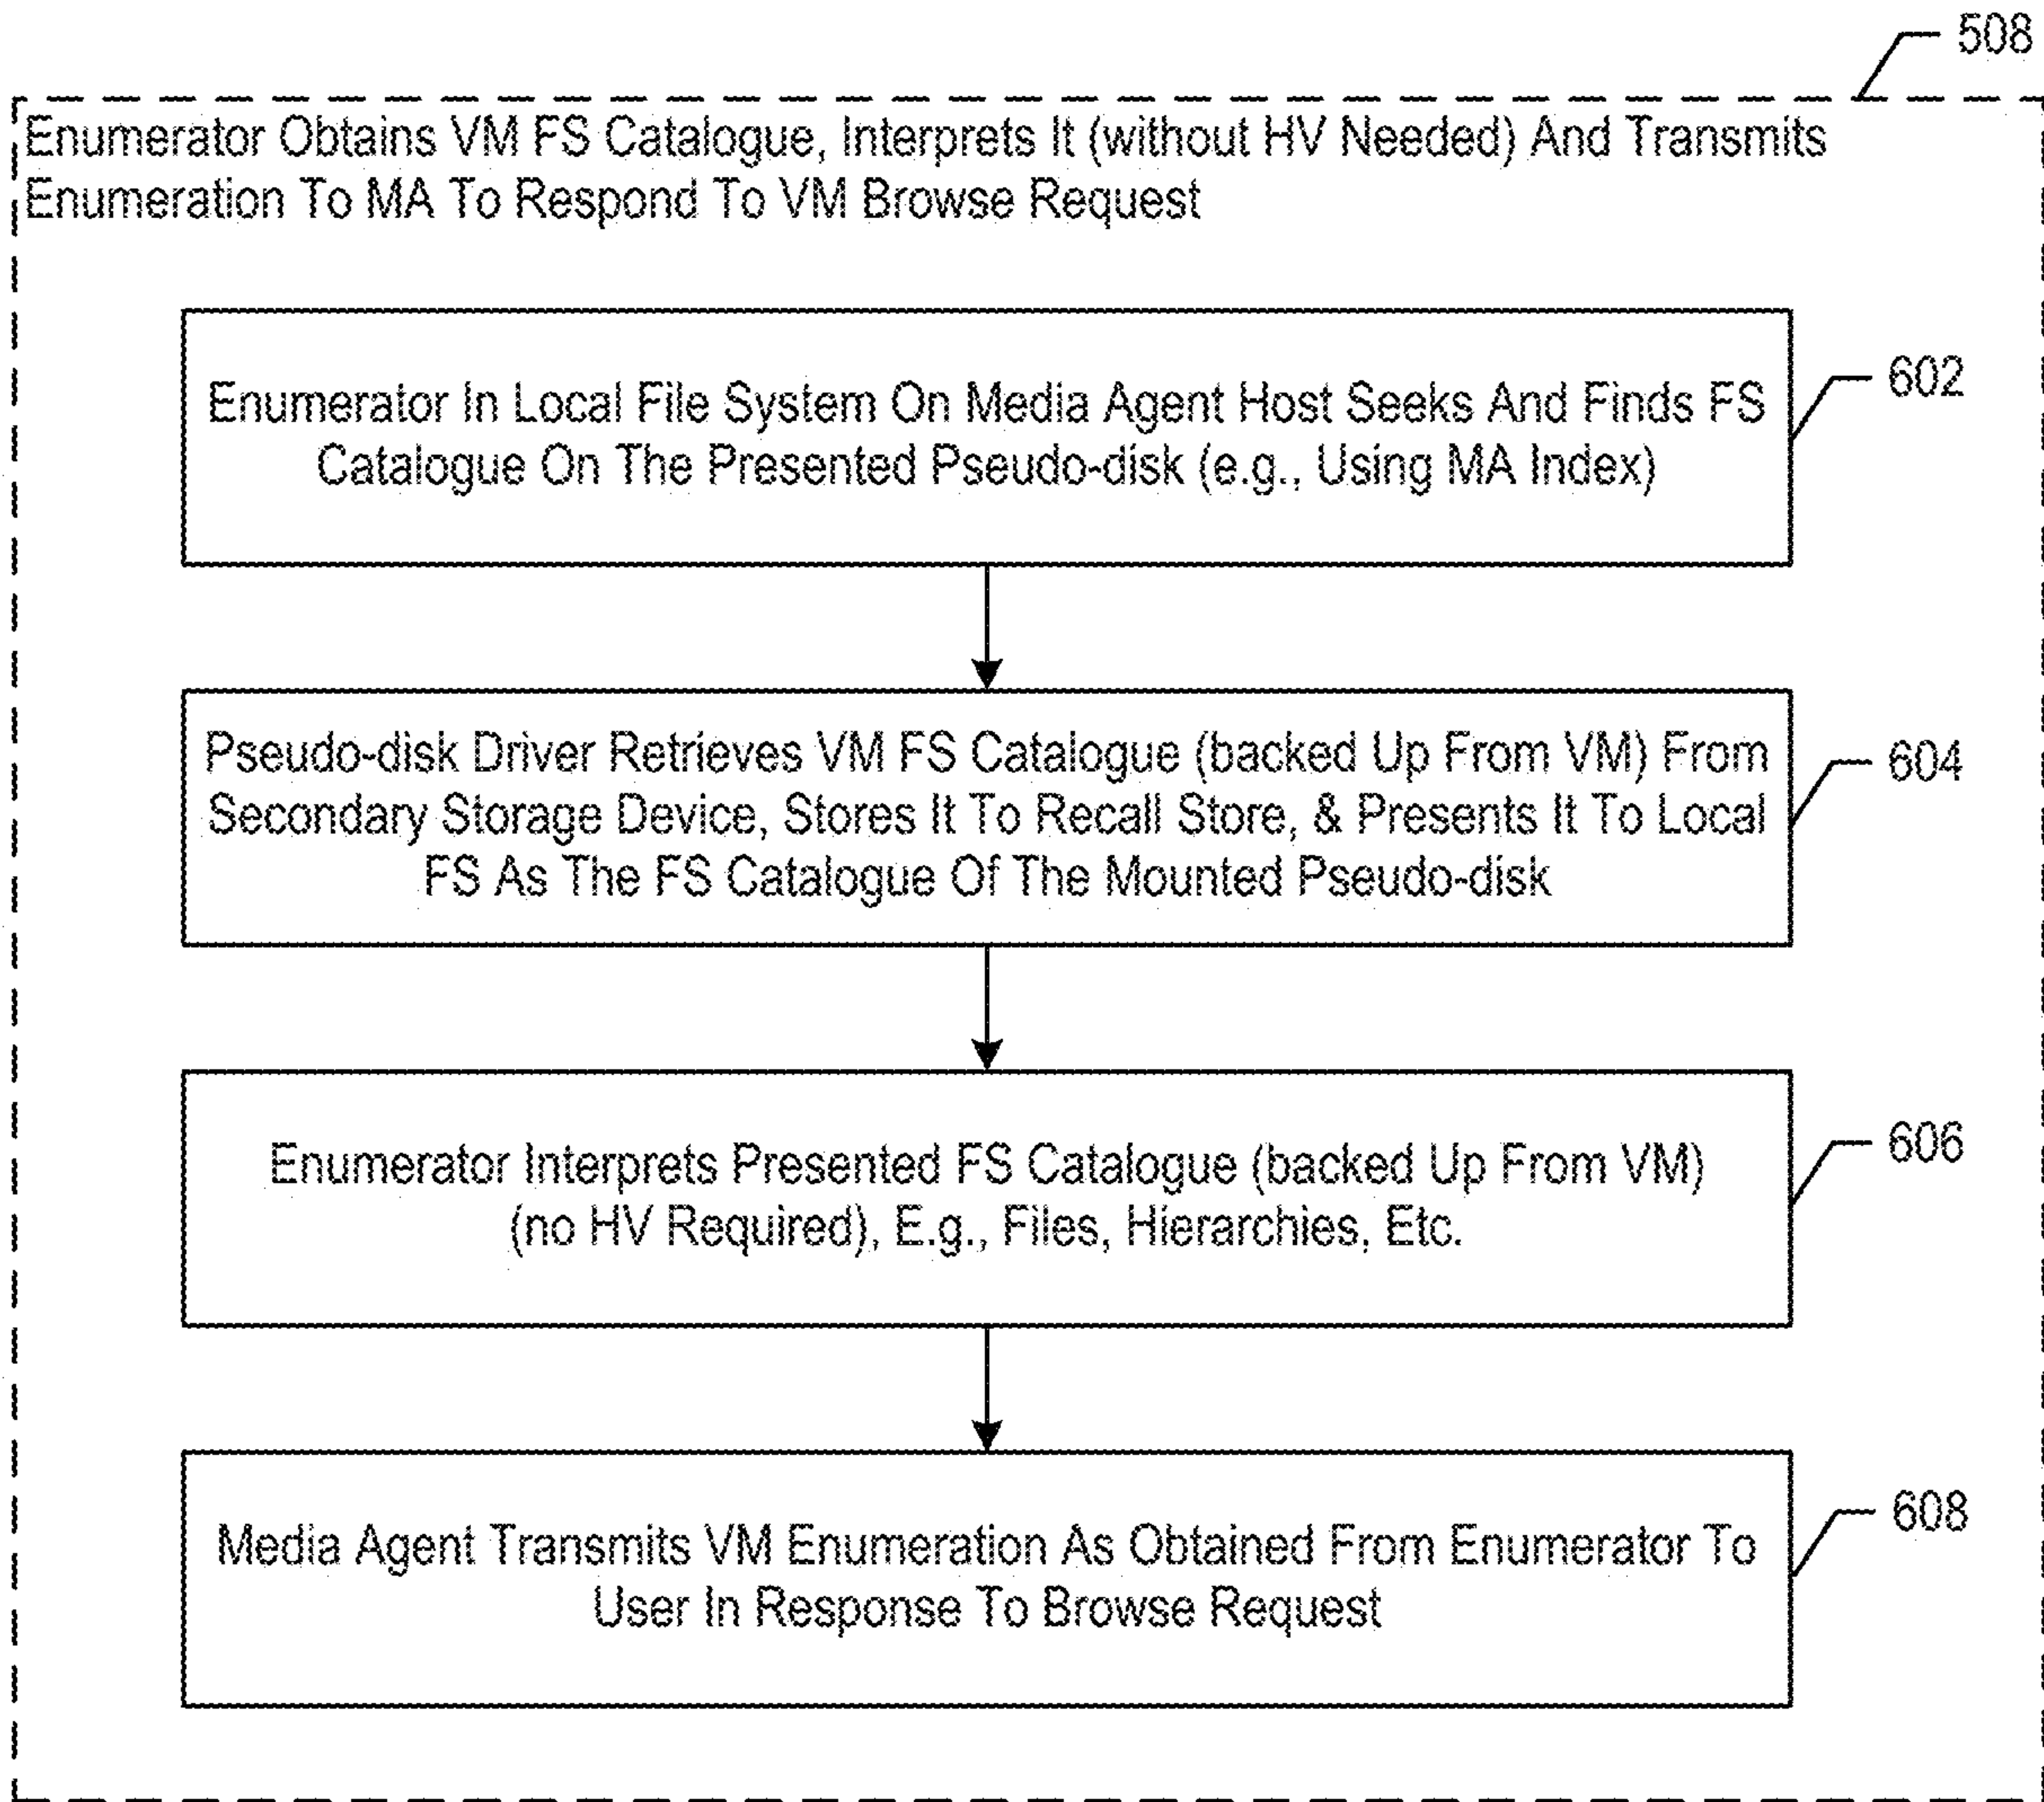 508
Enumerator Obtains VM FS Catalogue, Interprets It (without HV Needed) And Transmits
Enumeration To MA To Respond To VM Browse Request
Enumerator In Local File System On Media Agent Host Seeks And Finds FS
Catalogue On The Presented Pseudo-disk (e.g., Using MA Index)
602
Pseudo-disk Driver Retrieves VM FS Catalogue (backed Up From VM) From
Secondary Storage Device, Stores It To Recall Store, & Presents It To Local
FS As The FS Catalogue Of The Mounted Pseudo-disk
604
Enumerator Interprets Presented FS Catalogue (backed Up From VM)
(no HV Required), E.g., Files, Hierarchies, Etc.
606
Media Agent Transmits VM Enumeration As Obtained From Enumerator To
User In Response To Browse Request
608